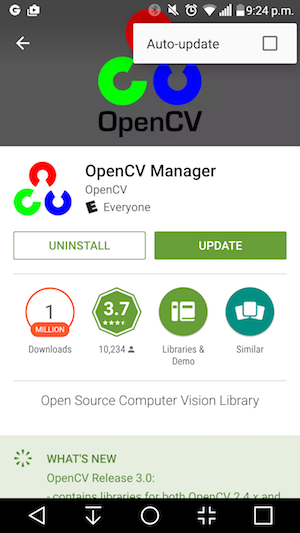 9:24 p.m.
Auto-update
OpenCV
OpenCV Manager
OpenCV
E Everyone
UNINSTALL
UPDATE
1
MILLION
Downloads
3.7
10,234
Libraries &
Demo
Similar
Open Source Computer Vision Library
WHAT'S NEW
OpenCV Release 3.0:
- contains libraries for both OpenCV 2.4.x and